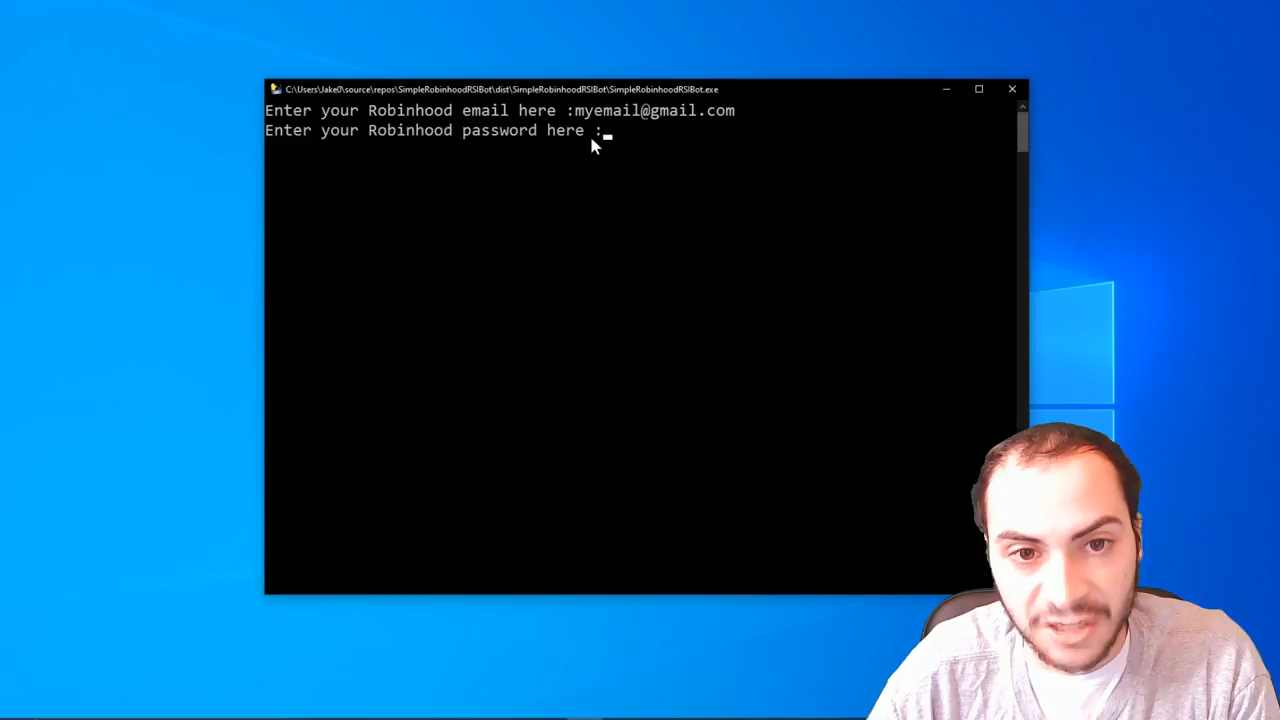 C:\Users\Jake0\source\repos\SimpleRobinhoodRSIBot\dist\SimpleRobinhoodRSIBot\SimpleRobinhoodRSIBot.exe
Enter your Robinhood email here :myemail@gmail.com
Enter your Robinhood password here :